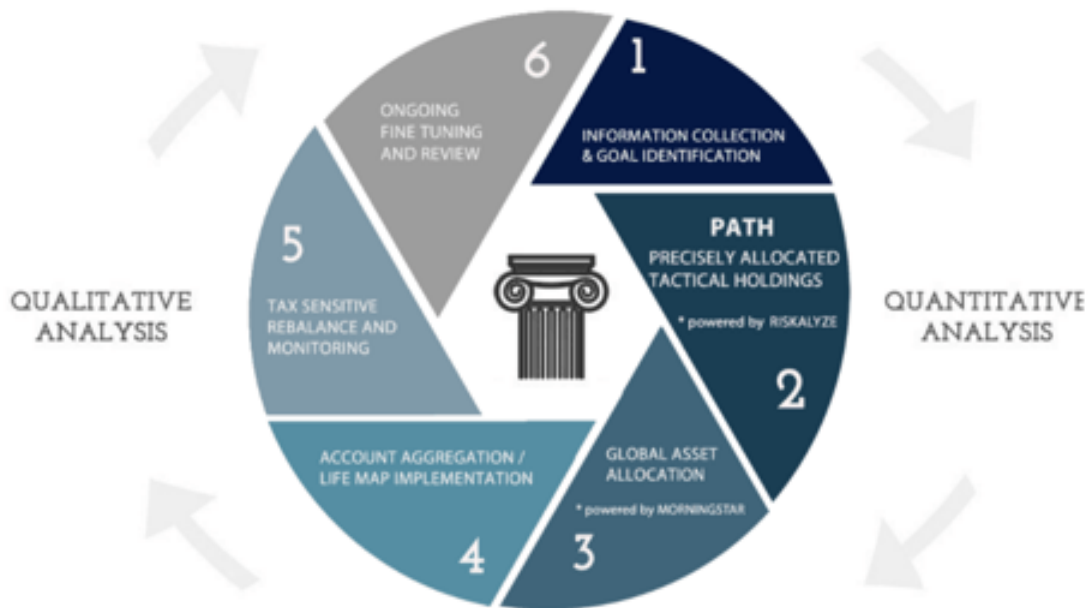 6
ONGOING
FINE TUNING
AND REVIEW
1
INFORMATION COLLECTION
& GOAL IDENTIFICATION
PATH
PRECISELY ALLOCATED
TACTICAL HOLDINGS
* powered by RISKALYZE
2
GLOBAL ASSET
ALLOCATION
* powered by MORNINGSTAR
3
ACCOUNT AGGREGATION /
LIFE MAP IMPLEMENTATION
4
5
TAX SENSITIVE
REBALANCE AND
MONITORING
QUALITATIVE
ANALYSIS
QUANTITATIVE
ANALYSIS